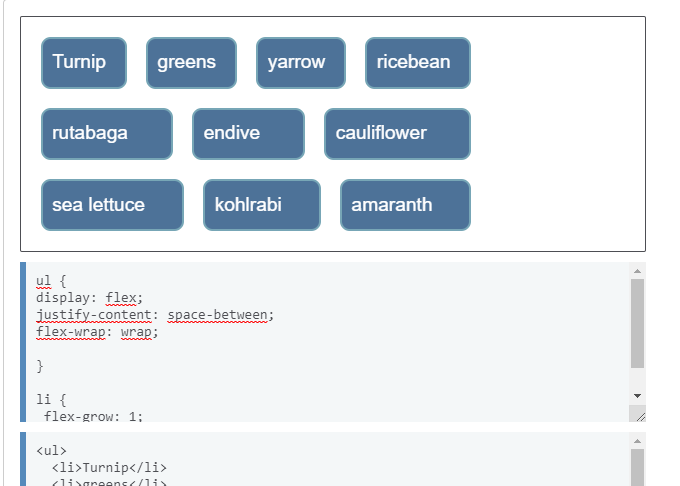 Turnip greens yarrow ricebean
rutabaga endive cauliflower
sea lettuce kohlrabi amaranth
ul {
display: flex;
justify-content: space-between;
flex-wrap: wrap;
}
li {
flex-grow: 1;
<ul>
<li>Turnip</li>
<li>greens</li>